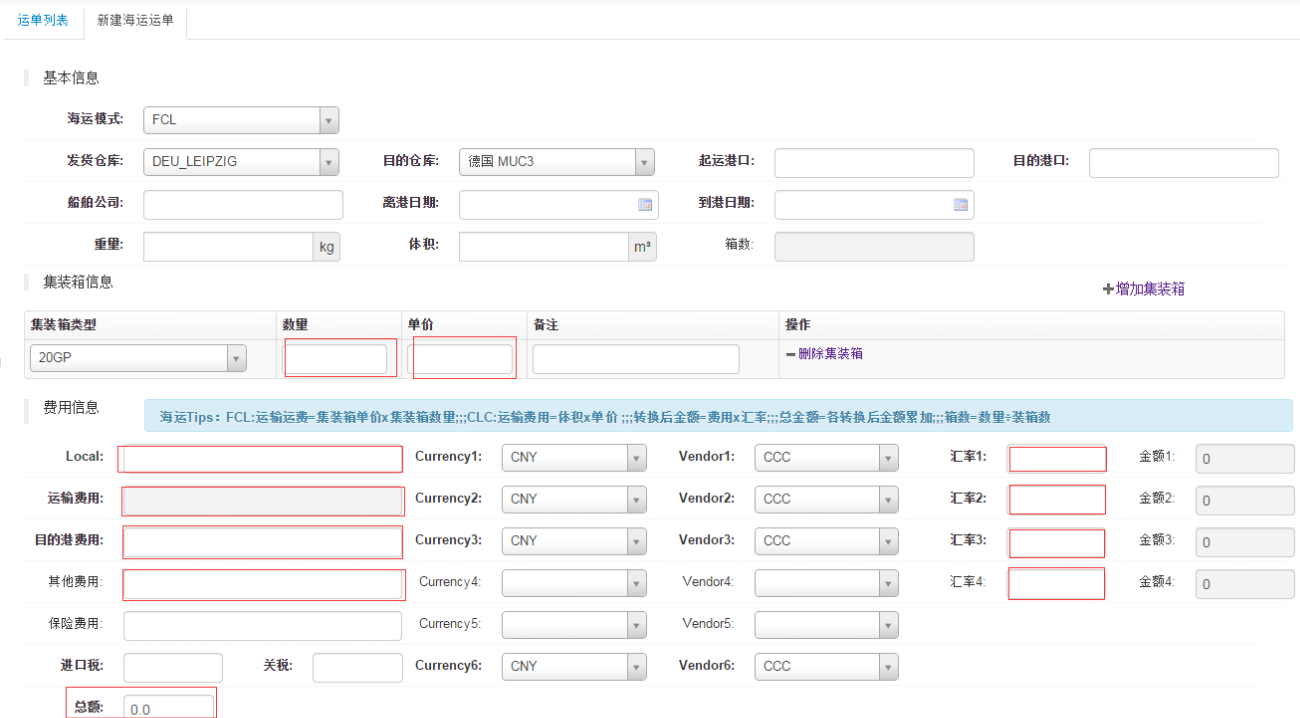 运单列表 新建海运运单
基本信息
海运模式: FCL
发货仓库: DEU_LEIPZIG 目的仓库: 德国 MUC3 起运港口: 目的港口:
船舶公司: 离港日期: 到港日期:
重量: kg 体积: m³ 箱数:
集装箱信息
增加集装箱
集装箱类型 数量 单价 备注 操作
20GP 删除集装箱
费用信息
海运Tips：FCL:运输运费=集装箱单价x集装箱数量;;;CLC:运输费用=体积x单价 ;;;转换后金额=费用x汇率;;;总金额=各转换后金额累加;;;箱数=数量÷装箱数
Local: Currency1: CNY Vendor1: CCC 汇率1: 金额1: 0
运输费用: Currency2: CNY Vendor2: CCC 汇率2: 金额2: 0
目的港费用: Currency3: CNY Vendor3: CCC 汇率3: 金额3: 0
其他费用: Currency4: Vendor4: 汇率4: 金额4: 0
保险费用: Currency5: Vendor5:
进口税: 关税: Currency6: CNY Vendor6: CCC
总额: 0.0